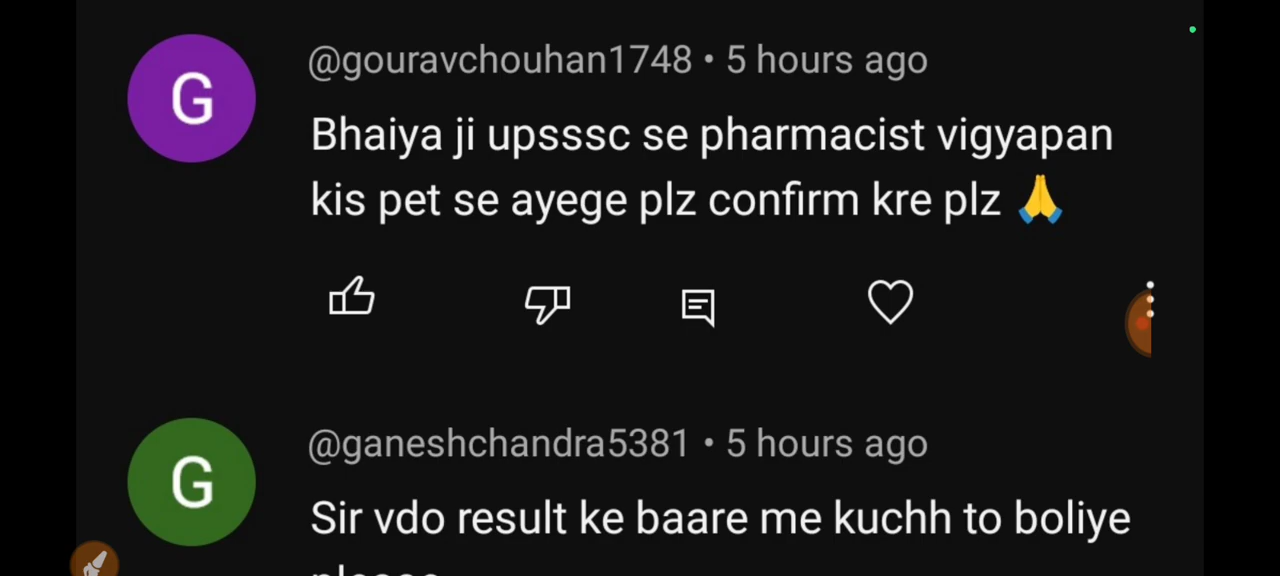 G
@gouravchouhan1748 • 5 hours ago
Bhaiya ji upsssc se pharmacist vigyapan
kis pet se ayege plz confirm kre plz 🙏
G
@ganeshchandra5381 • 5 hours ago
Sir vdo result ke baare me kuchh to boliye